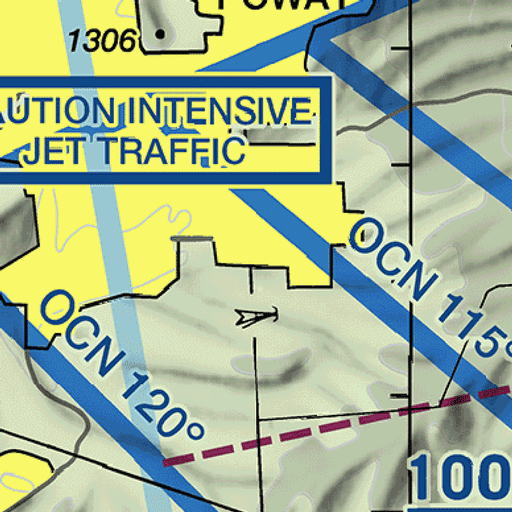 POWAY
1306
AUTION INTENSIVE
JET TRAFFIC
OCN 115°
OCN 120°
100